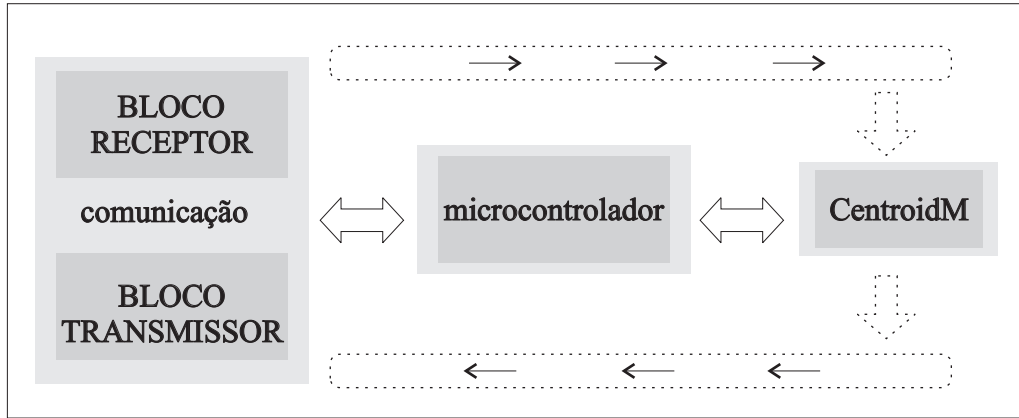 BLOCO
RECEPTOR
comunicação
BLOCO
TRANSMISSOR
microcontrolador
CentroidM